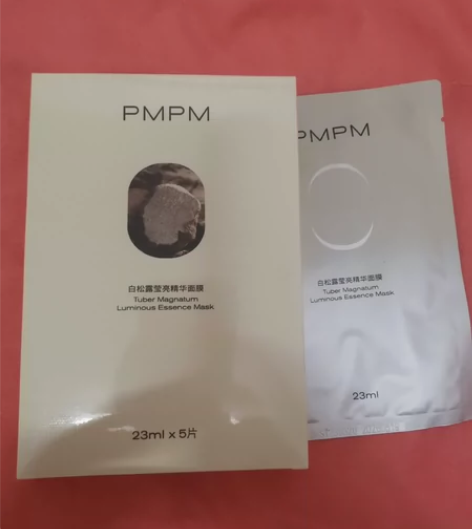 PMPM
白松露莹亮精华面膜
Tuber Magnatum
Luminous Essence Mask
23ml x 5片
PMPM
白松露莹亮精华面膜
Tuber Magnatum
Luminous Essence Mask
23ml